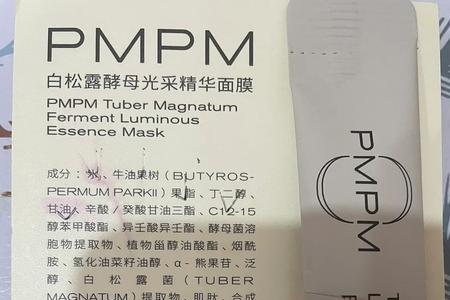 PMPM
白松露酵母光采精华面膜
PMPM Tuber Magnatum
Ferment Luminous
Essence Mask
成分：水、牛油果树（BUTYROS-
PERMUM PARKII）果脂、丁二醇、
甘油、辛酸／癸酸甘油三酯、C12-15
醇苯甲酸酯、异壬酸异壬酯、酵母菌溶
胞物提取物、植物甾醇油酸酯、烟酰
胺、氢化油菜籽油醇、α-熊果苷、泛
醇、白松露菌（TUBER
MAGNATUM）提取物、肌肽、合成
PMPM